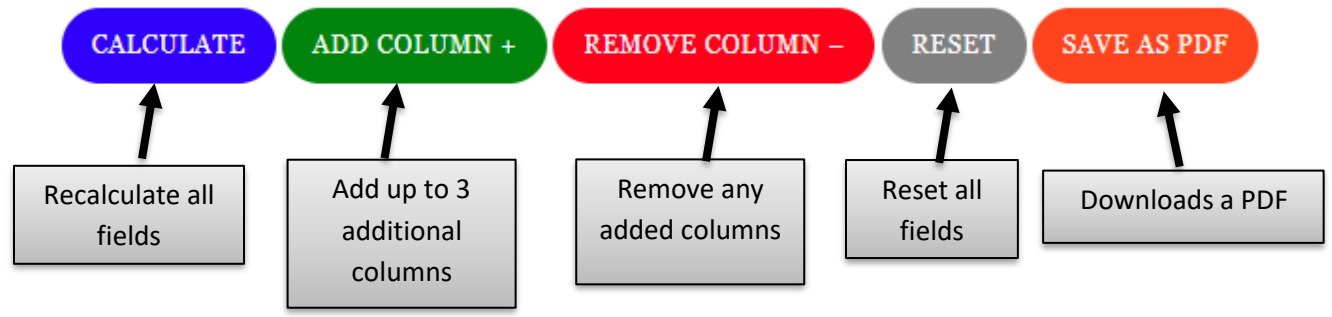 CALCULATE
ADD COLUMN +
REMOVE COLUMN –
RESET
SAVE AS PDF
Recalculate all
fields
Add up to 3
additional
columns
Remove any
added columns
Reset all
fields
Downloads a PDF